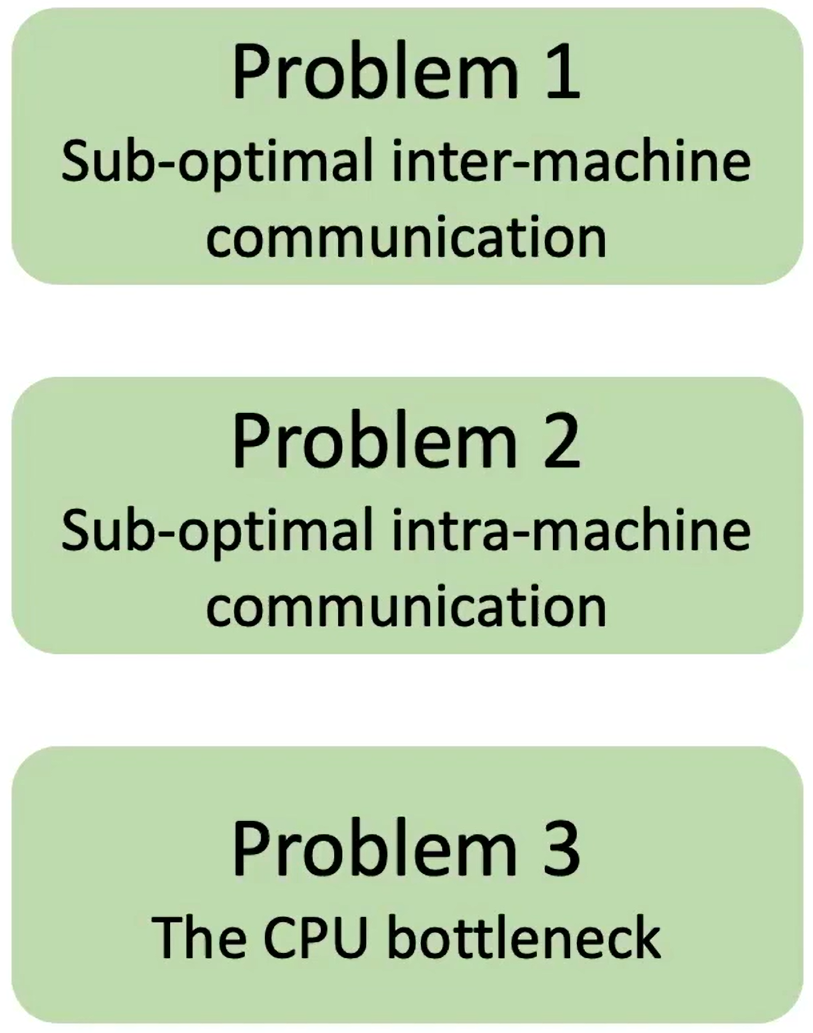 Problem 1
Sub-optimal inter-machine
communication
Problem 2
Sub-optimal intra-machine
communication
Problem 3
The CPU bottleneck